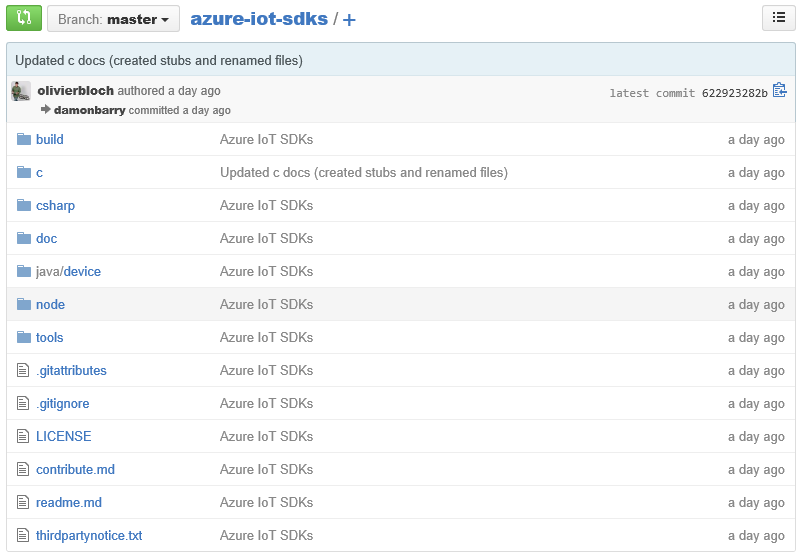 Branch: master azure-iot-sdks / +
Updated c docs (created stubs and renamed files)
olivierbloch authored a day ago latest commit 622923282b
damonbarry committed a day ago
build Azure IoT SDKs a day ago
c Updated c docs (created stubs and renamed files) a day ago
csharp Azure IoT SDKs a day ago
doc Azure IoT SDKs a day ago
java/device Azure IoT SDKs a day ago
node Azure IoT SDKs a day ago
tools Azure IoT SDKs a day ago
.gitattributes Azure IoT SDKs a day ago
.gitignore Azure IoT SDKs a day ago
LICENSE Azure IoT SDKs a day ago
contribute.md Azure IoT SDKs a day ago
readme.md Azure IoT SDKs a day ago
thirdpartynotice.txt Azure IoT SDKs a day ago